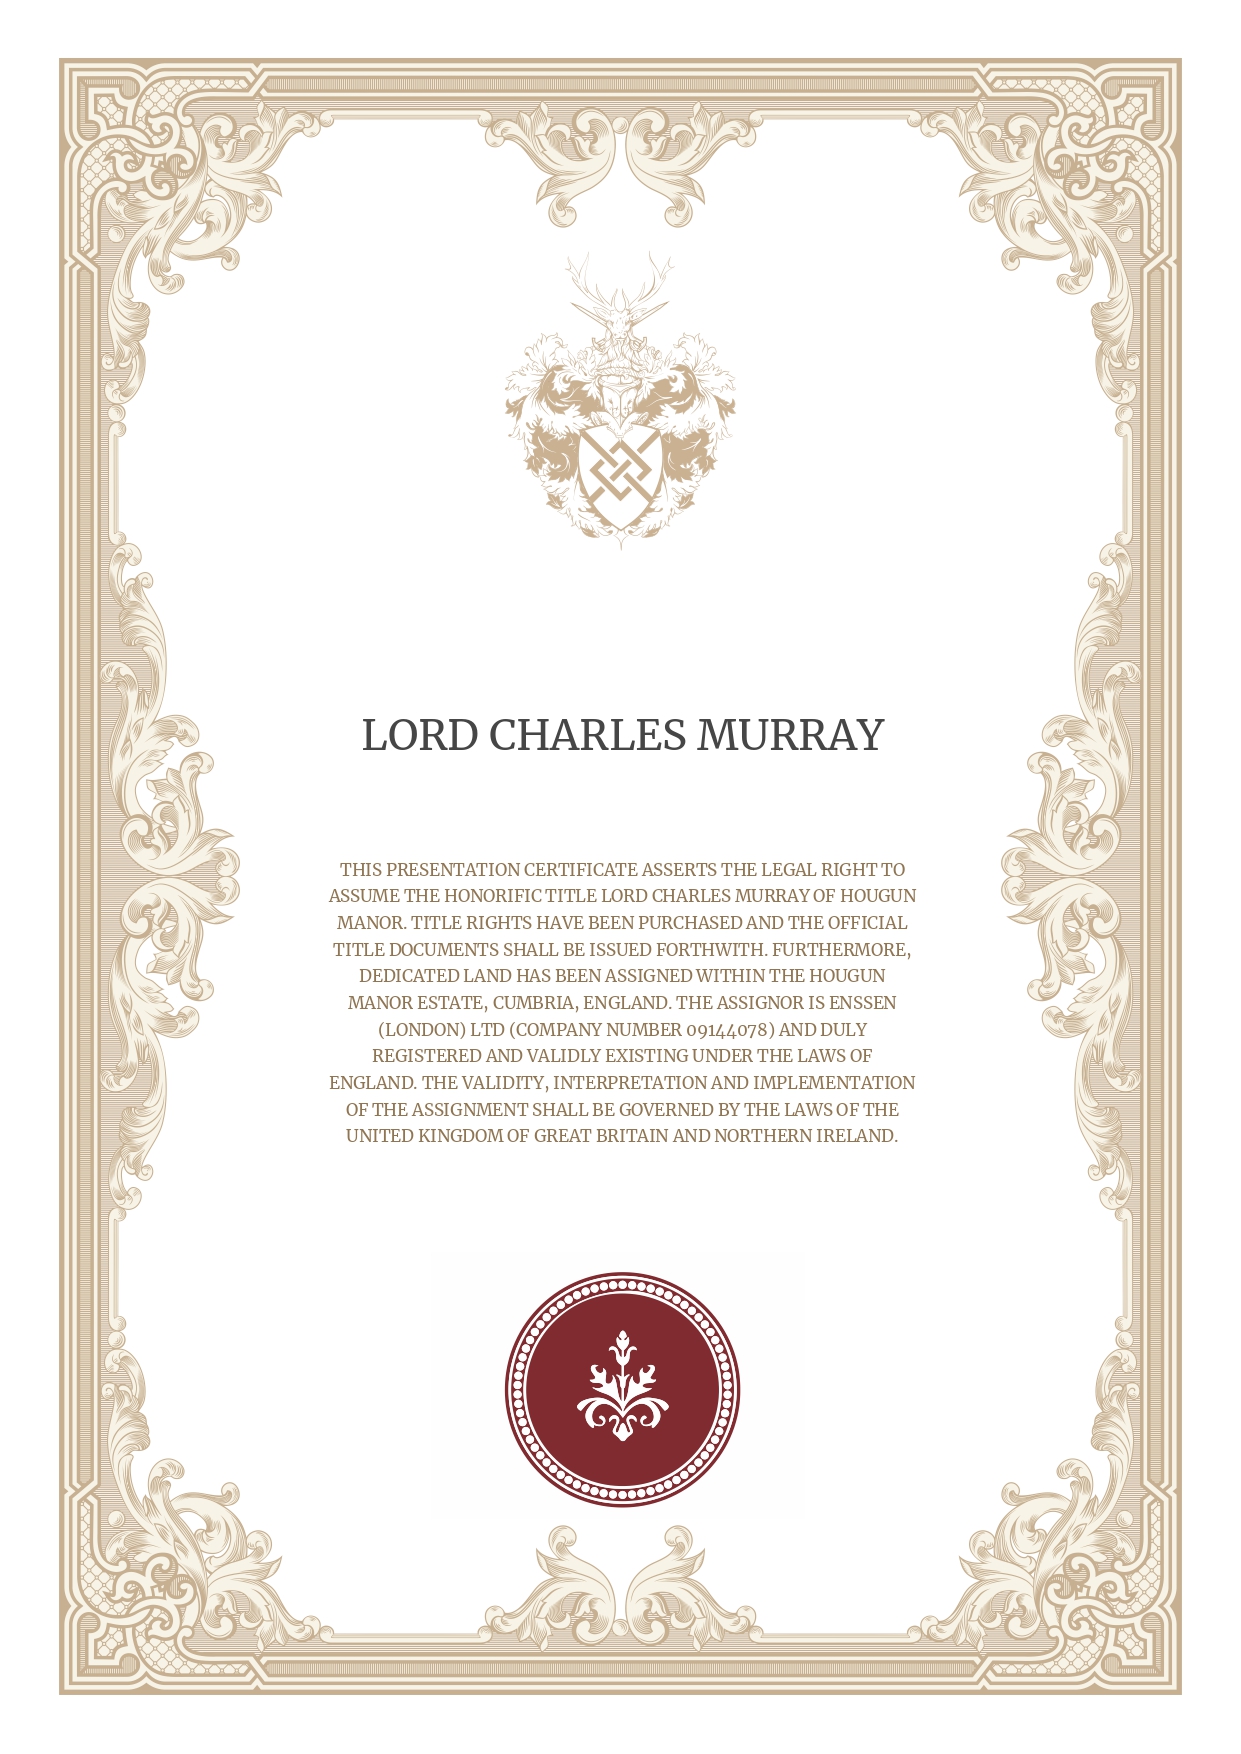 LORD CHARLES MURRAY
THIS PRESENTATION CERTIFICATE ASSERTS THE LEGAL RIGHT TO
ASSUME THE HONORIFIC TITLE LORD CHARLES MURRAY OF HOUGUN
MANOR. TITLE RIGHTS HAVE BEEN PURCHASED AND THE OFFICIAL
TITLE DOCUMENTS SHALL BE ISSUED FORTHWITH. FURTHERMORE,
DEDICATED LAND HAS BEEN ASSIGNED WITHIN THE HOUGUN
MANOR ESTATE, CUMBRIA, ENGLAND. THE ASSIGNOR IS ENSSEN
(LONDON) LTD (COMPANY NUMBER 09144078) AND DULY
REGISTERED AND VALIDLY EXISTING UNDER THE LAWS OF
ENGLAND. THE VALIDITY, INTERPRETATION AND IMPLEMENTATION
OF THE ASSIGNMENT SHALL BE GOVERNED BY THE LAWS OF THE
UNITED KINGDOM OF GREAT BRITAIN AND NORTHERN IRELAND.